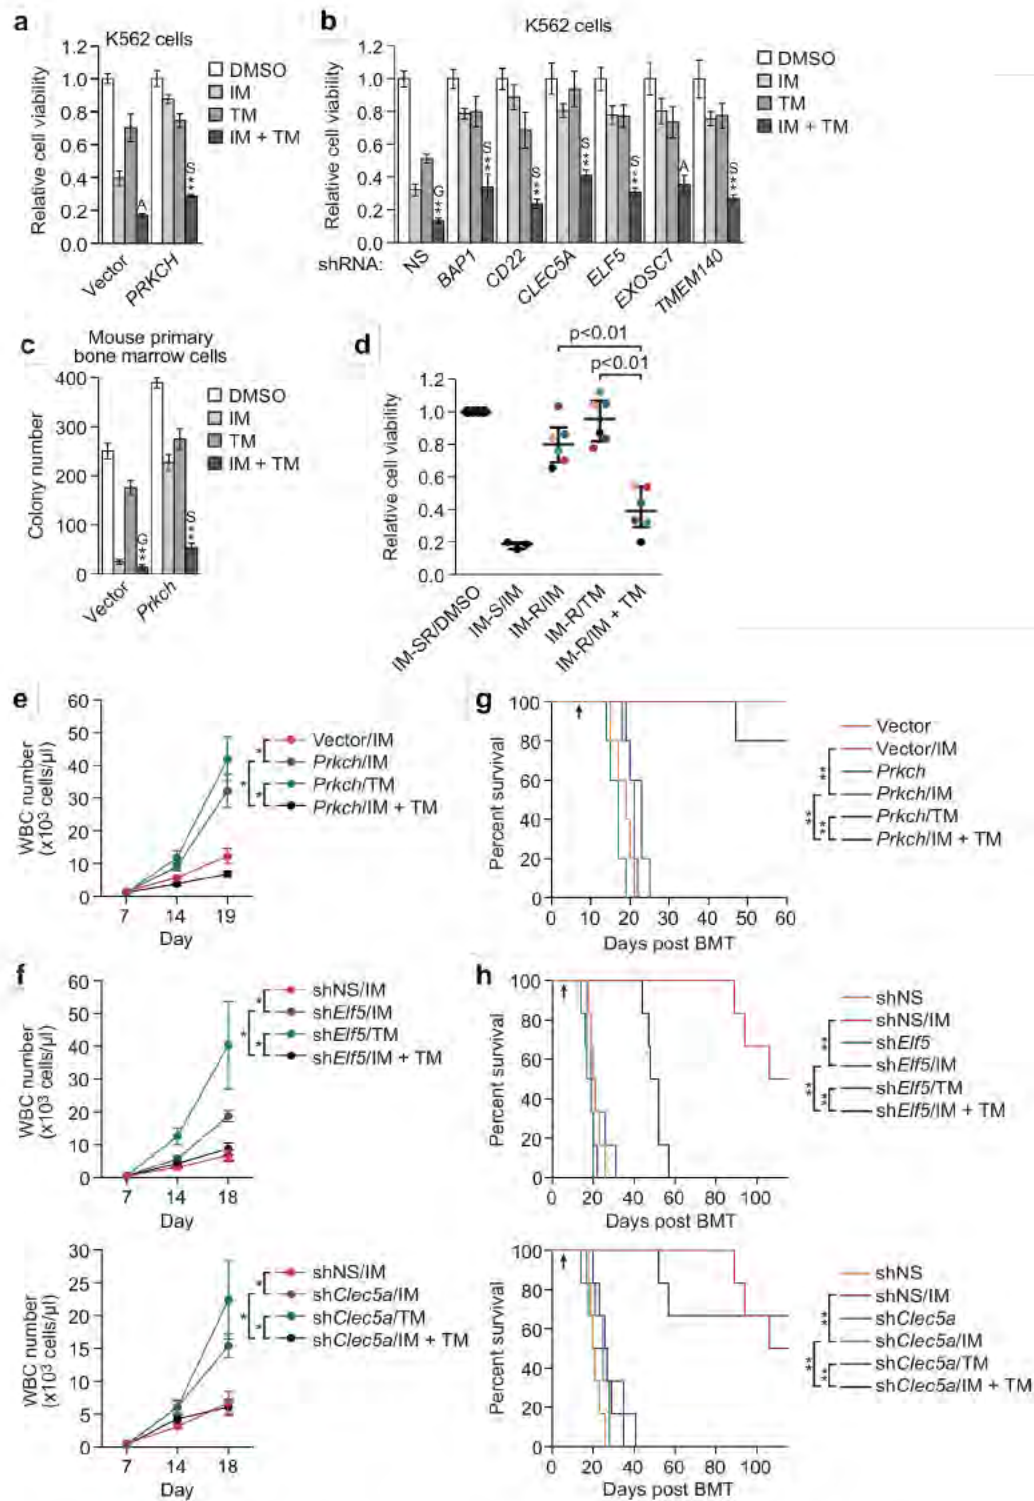 a
K562 cells
Relative cell viability
1.2
1.0
0.8
0.6
0.4
0.2
0.0
DMSO
IM
TM
IM + TM
A
S**
Vector
PRKCH
b
K562 cells
Relative cell viability
1.2
1.0
0.8
0.6
0.4
0.2
0.0
DMSO
IM
TM
IM + TM
G**
S**
S**
S**
S**
A
S**
shRNA:
NS
BAP1
CD22
CLEC5A
ELF5
EXOSC7
TMEM140
c
Mouse primary
bone marrow cells
Colony number
400
300
200
100
0
DMSO
IM
TM
IM + TM
G**
S**
Vector
Prkch
d
p<0.01
p<0.01
Relative cell viability
1.2
1.0
0.8
0.6
0.4
0.2
0.0
IM-SR/DMSO
IM-S/IM
IM-R/IM
IM-R/TM
IM-R/IM + TM
e
WBC number
(x10³ cells/µl)
60
50
40
30
20
10
0
7 14 19
Day
Vector/IM
Prkch/IM
Prkch/TM
Prkch/IM + TM
*
*
*
g
Percent survival
100
80
60
40
20
0
0 10 20 30 40 50 60
Days post BMT
Vector
Vector/IM
Prkch
Prkch/IM
Prkch/TM
Prkch/IM + TM
**
**
**
f
WBC number
(x10³ cells/µl)
60
50
40
30
20
10
0
7 14 18
Day
shNS/IM
shElf5/IM
shElf5/TM
shElf5/IM + TM
*
*
*
h
Percent survival
100
80
60
40
20
0
0 20 40 60 80 100
Days post BMT
shNS
shNS/IM
shElf5
shElf5/IM
shElf5/TM
shElf5/IM + TM
**
**
**
WBC number
(x10³ cells/µl)
30
25
20
15
10
5
0
7 14 18
Day
shNS/IM
shClec5a/IM
shClec5a/TM
shClec5a/IM + TM
*
*
*
Percent survival
100
80
60
40
20
0
0 20 40 60 80 100
Days post BMT
shNS
shNS/IM
shClec5a
shClec5a/IM
shClec5a/TM
shClec5a/IM + TM
**
**
**